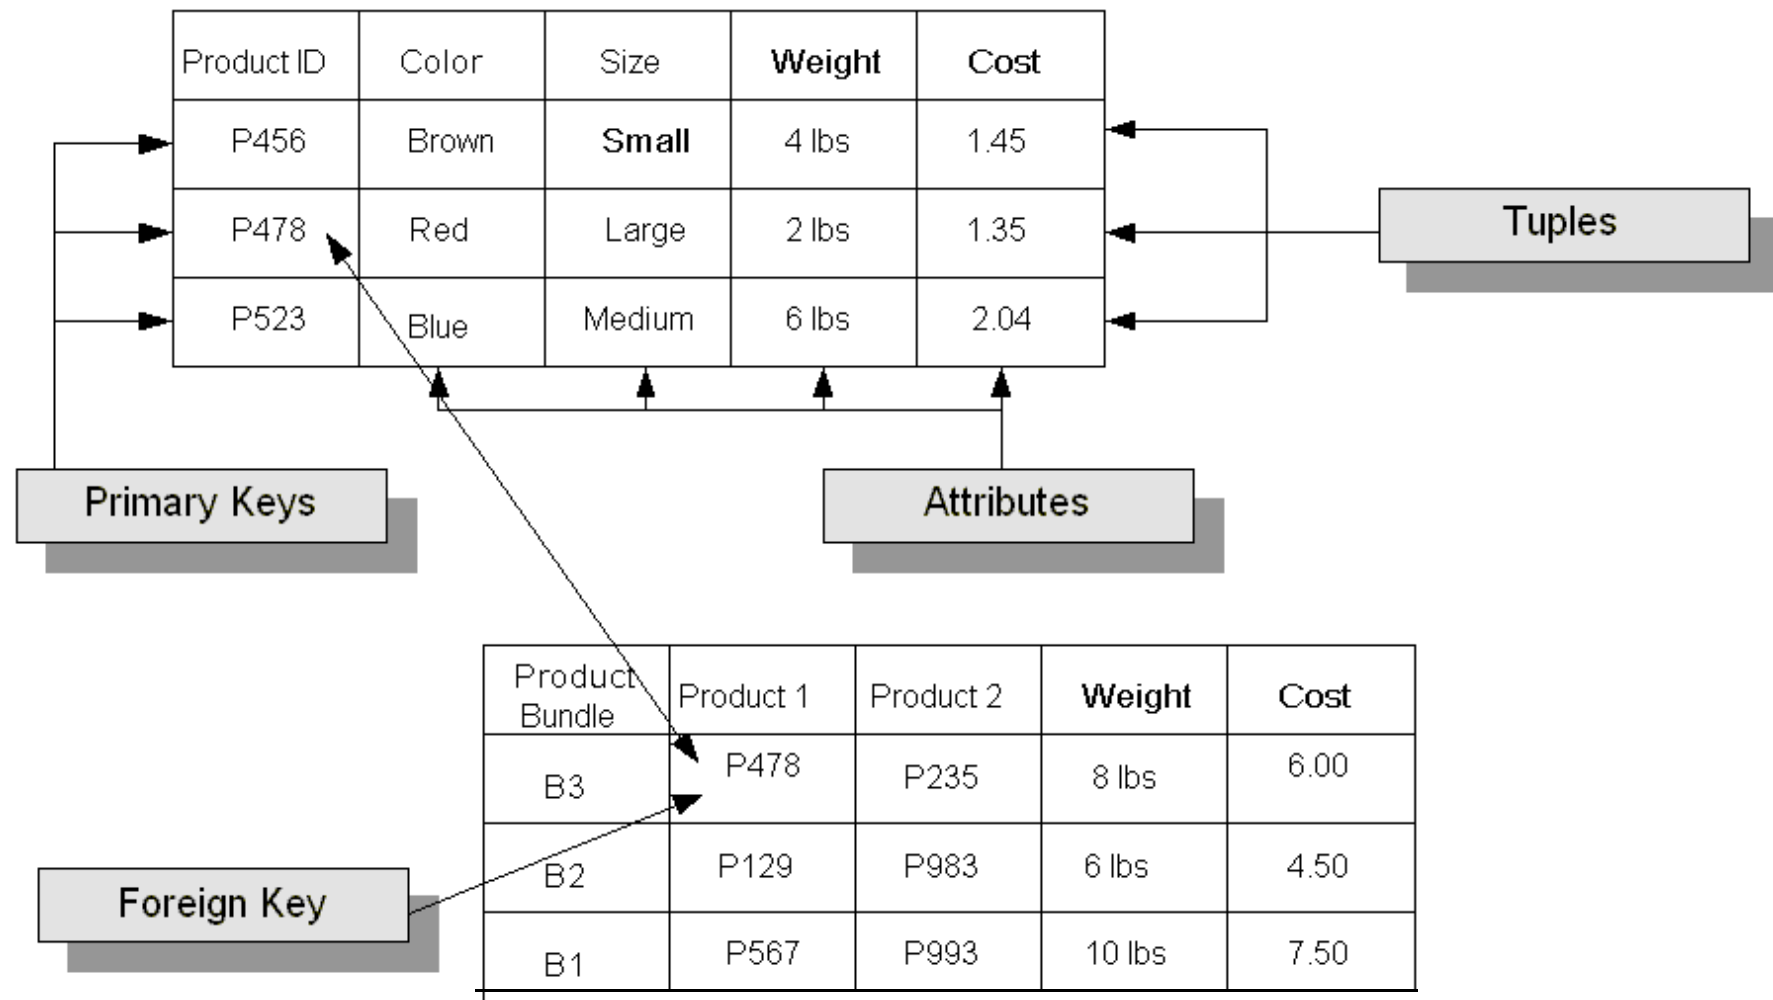 Product ID Color Size Weight Cost
P456 Brown Small 4 lbs 1.45
P478 Red Large 2 lbs 1.35
P523 Blue Medium 6 lbs 2.04
Tuples
Primary Keys
Attributes
Product
Bundle
Product 1 Product 2 Weight Cost
B3 P478 P235 8 lbs 6.00
B2 P129 P983 6 lbs 4.50
B1 P567 P993 10 lbs 7.50
Foreign Key